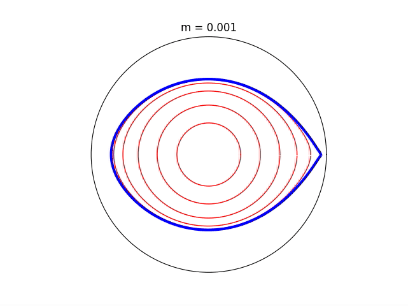 m = 0.001